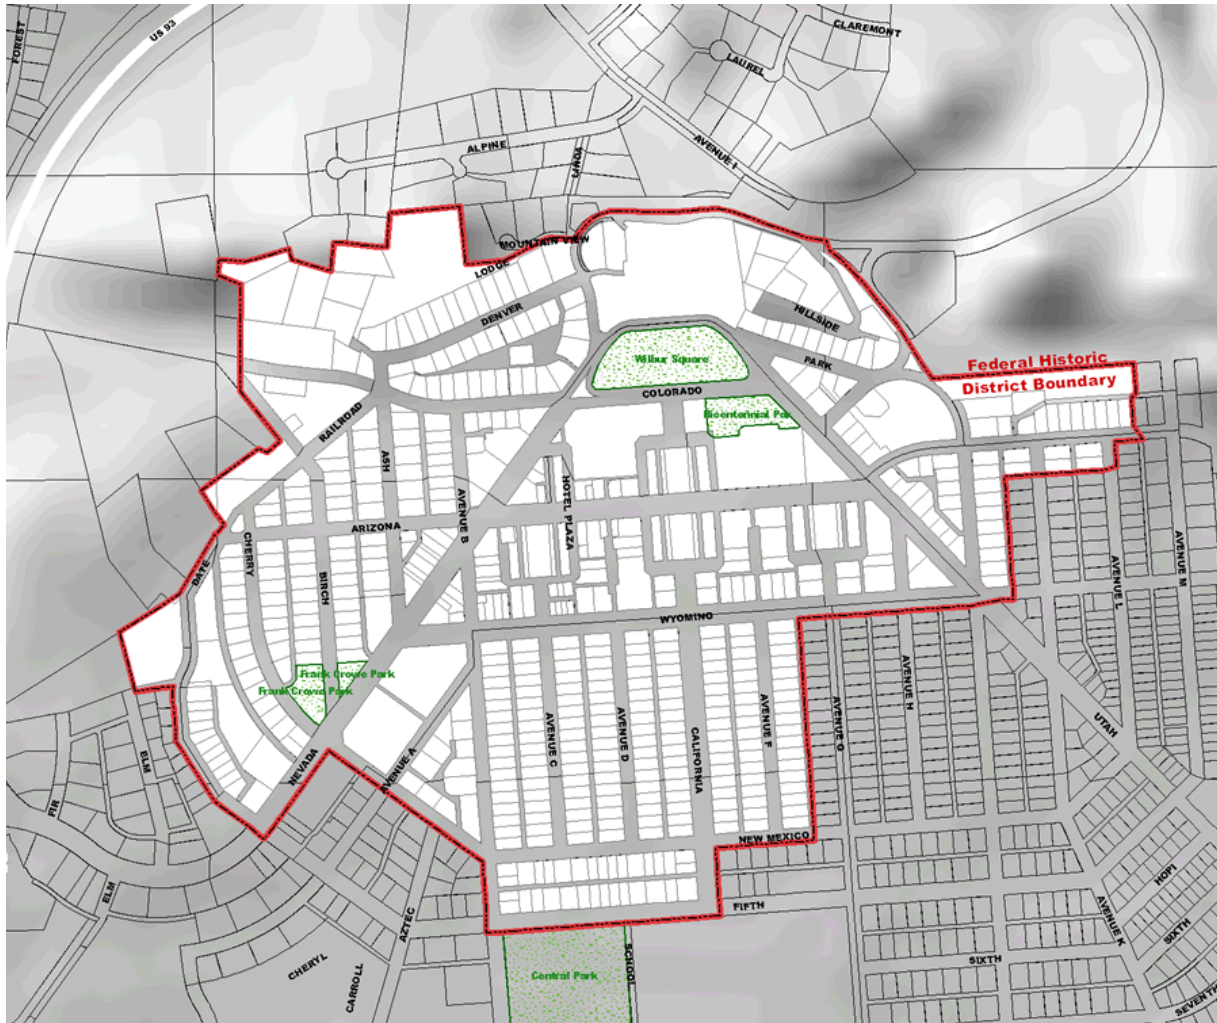 FOREST
US 93
CLAREMONT
LAUREL
ALPINE
AVENUE I
MOUNTAIN VIEW
LODGE
DENVER
HILLSIDE
Wilbur Square
PARK
Federal Historic
District Boundary
COLORADO
Bicentennial Par
RAILROAD
ASH
AVENUE B
HOTEL PLAZA
ARIZONA
CHERRY
DATE
BIRCH
AVENUE L
AVENUE M
WYOMING
Frank Crowe Park
Frank Crowe Park
AVENUE C
AVENUE D
CALIFORNIA
AVENUE F
AVENUE G
AVENUE H
UTAH
ELM
NEVADA
AVENUE A
FIR
NEW MEXICO
HOPI
ELM
AZTEC
FIFTH
AVENUE K
SIXTH
CHERYL
CARROLL
SCHOOL
SIXTH
Central Park
SEVENTH